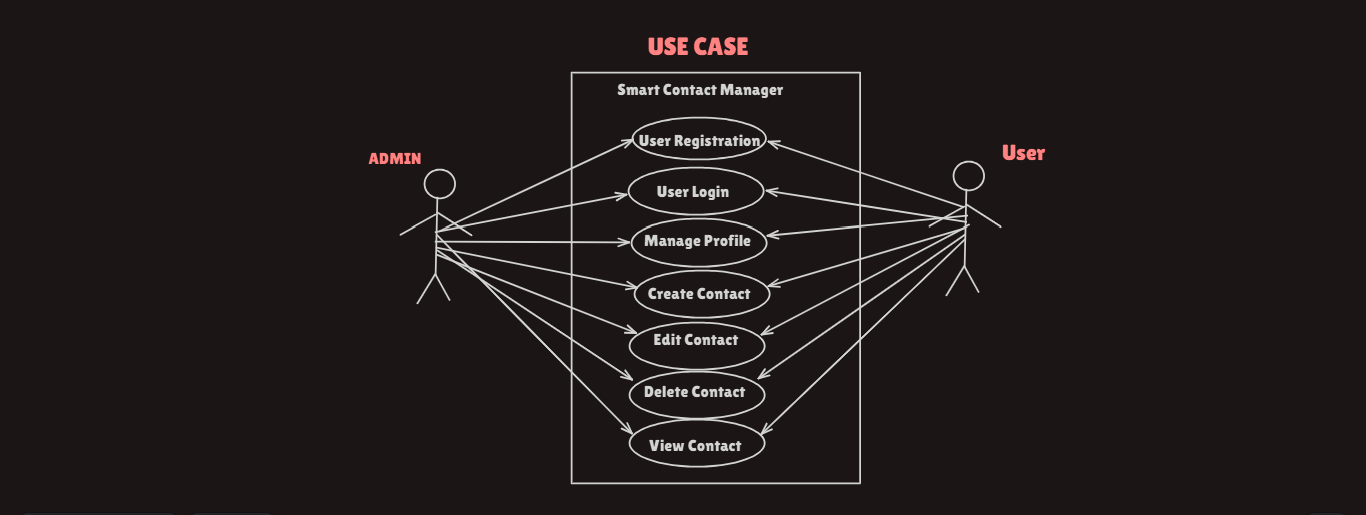 USE CASE
Smart Contact Manager
ADMIN
User
User Registration
User Login
Manage Profile
Create Contact
Edit Contact
Delete Contact
View Contact